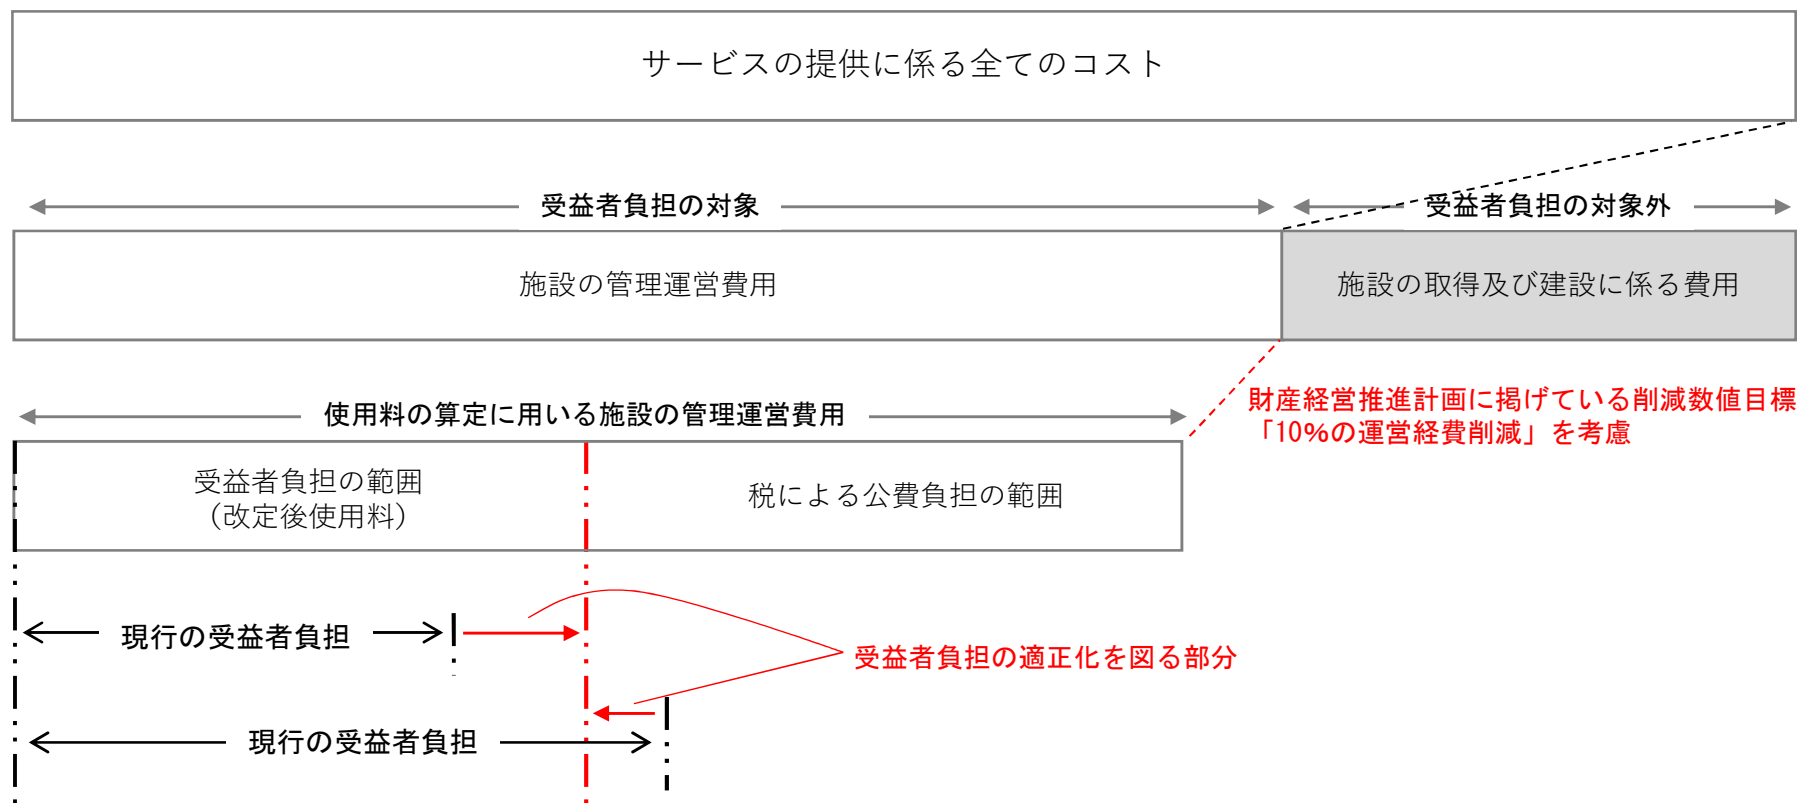 サービスの提供に係る全てのコスト
受益者負担の対象
受益者負担の対象外
施設の管理運営費用
施設の取得及び建設に係る費用
使用料の算定に用いる施設の管理運営費用
財産経営推進計画に掲げている削減数値目標
「10%の運営経費削減」を考慮
受益者負担の範囲
（改定後使用料）
税による公費負担の範囲
現行の受益者負担
受益者負担の適正化を図る部分
現行の受益者負担